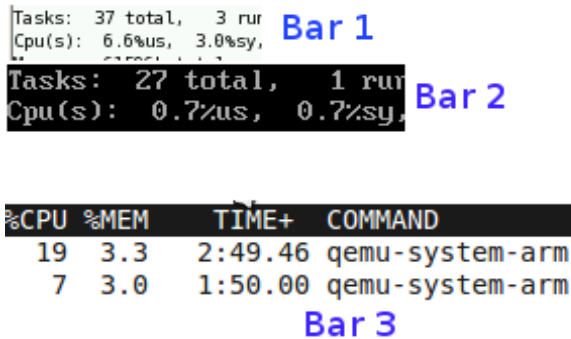 Tasks: 37 total, 3 run
Cpu(s): 6.6%us, 3.0%sy,
Bar 1
Tasks: 27 total, 1 run
Cpu(s): 0.7%us, 0.7%sy,
Bar 2
%CPU %MEM TIME+ COMMAND
19 3.3 2:49.46 qemu-system-arm
7 3.0 1:50.00 qemu-system-arm
Bar 3